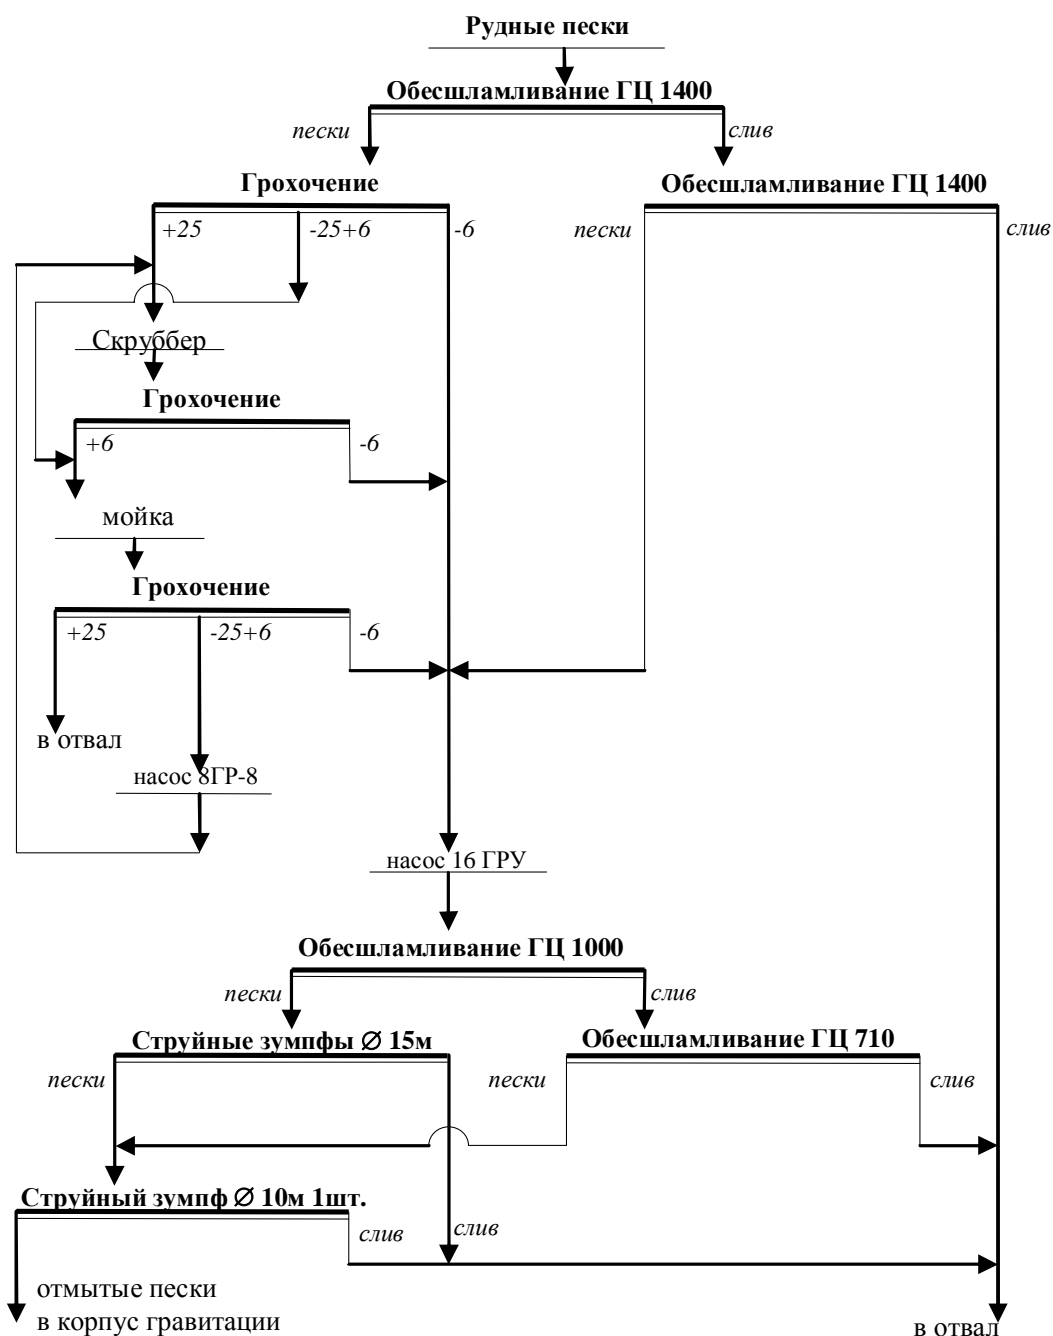 Рудные пески
Обесшламливание ГЦ 1400
пески
слив
Грохочение
Обесшламливание ГЦ 1400
+25
-25+6
-6
пески
слив
Скруббер
Грохочение
+6
-6
мойка
Грохочение
+25
-25+6
-6
в отвал
насос 8ГР-8
насос 16 ГРУ
Обесшламливание ГЦ 1000
пески
слив
Струйные зумпфы ∅ 15м
Обесшламливание ГЦ 710
пески
пески
слив
Струйный зумпф ∅ 10м 1шт.
слив
слив
отмытые пески
в корпус гравитации
в отвал